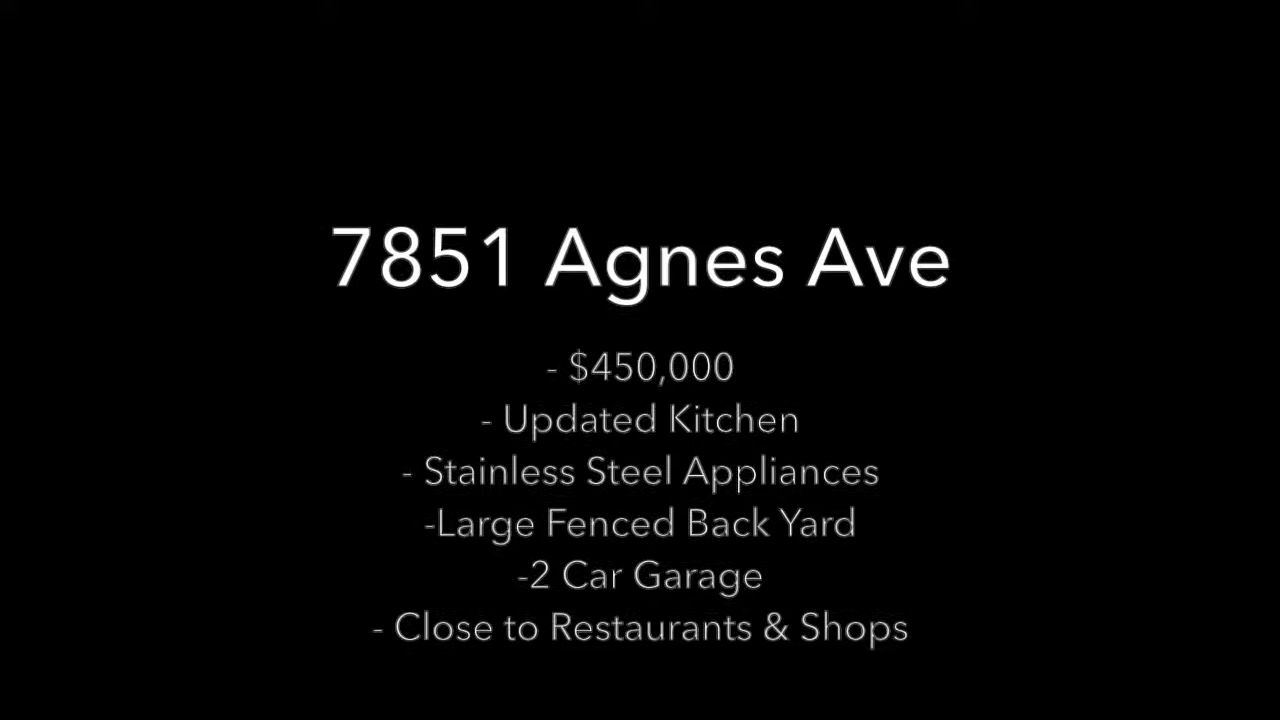 7851 Agnes Ave
- $450,000
- Updated Kitchen
- Stainless Steel Appliances
-Large Fenced Back Yard
-2 Car Garage
- Close to Restaurants & Shops